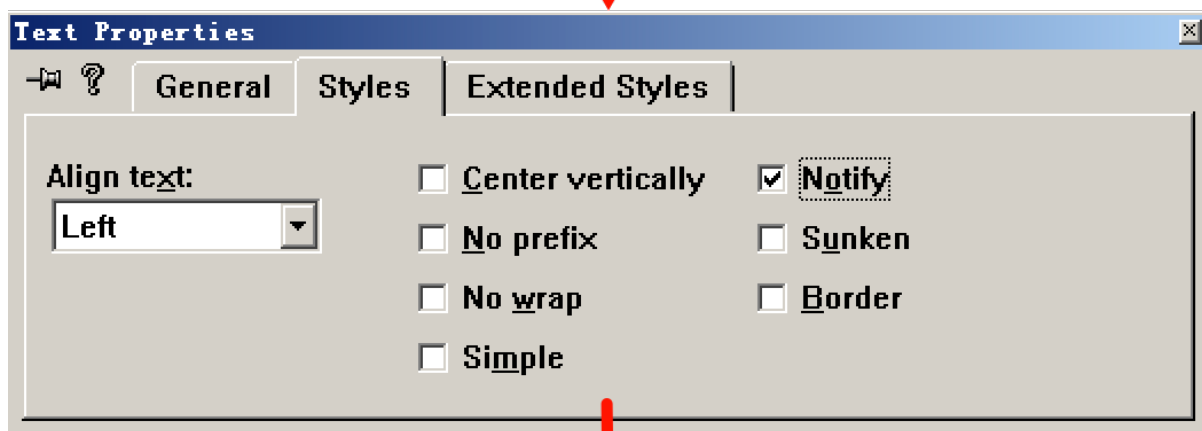 Text Properties
General Styles Extended Styles
Align text:
Left
Center vertically
No prefix
No wrap
Simple
Notify
Sunken
Border